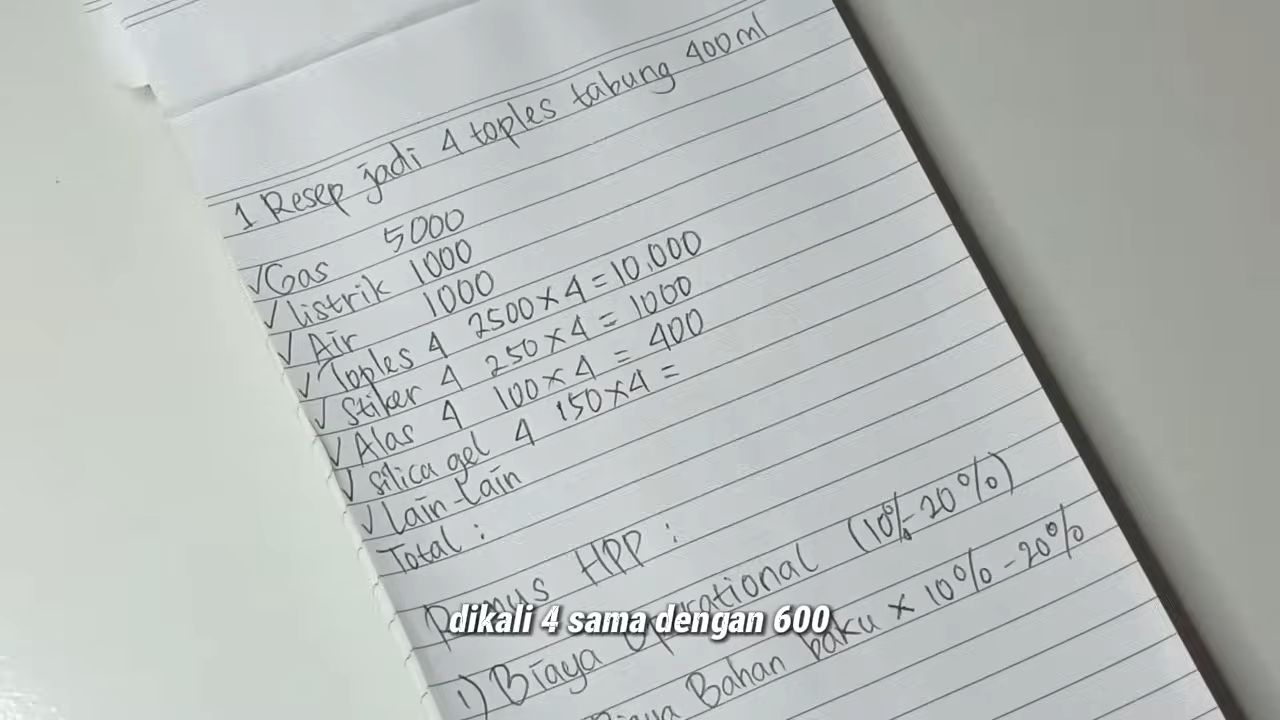 1 Resep jadi 4 toples tabung 400ml
✓Gas 5000
✓listrik 1000
✓Air 1000
✓Toples 4 2500×4=10.000
✓Stiker 4 250×4 = 1000
✓Alas 4 100×4 = 400
✓Silica gel 4 150×4 =
✓Lain-lain
Total :
Rumus HPP :
1) Biaya Operational (10%-20%)
Biaya Bahan baku × 10%-20%
dikali 4 sama dengan 600